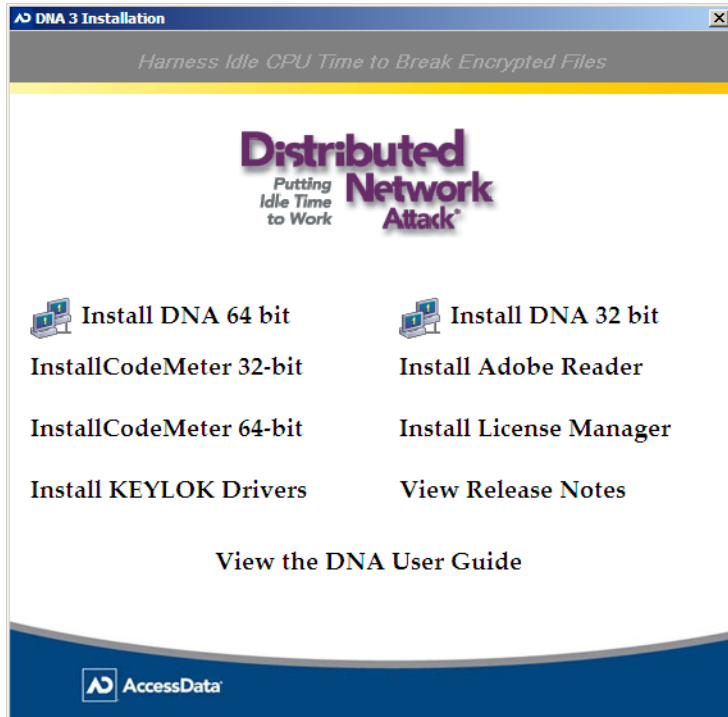 DNA 3 Installation
Harness Idle CPU Time to Break Encrypted Files
Distributed
Putting
Idle Time
to Work
Network
Attack®
Install DNA 64 bit
Install DNA 32 bit
InstallCodeMeter 32-bit
Install Adobe Reader
InstallCodeMeter 64-bit
Install License Manager
Install KEYLOK Drivers
View Release Notes
View the DNA User Guide
AccessData